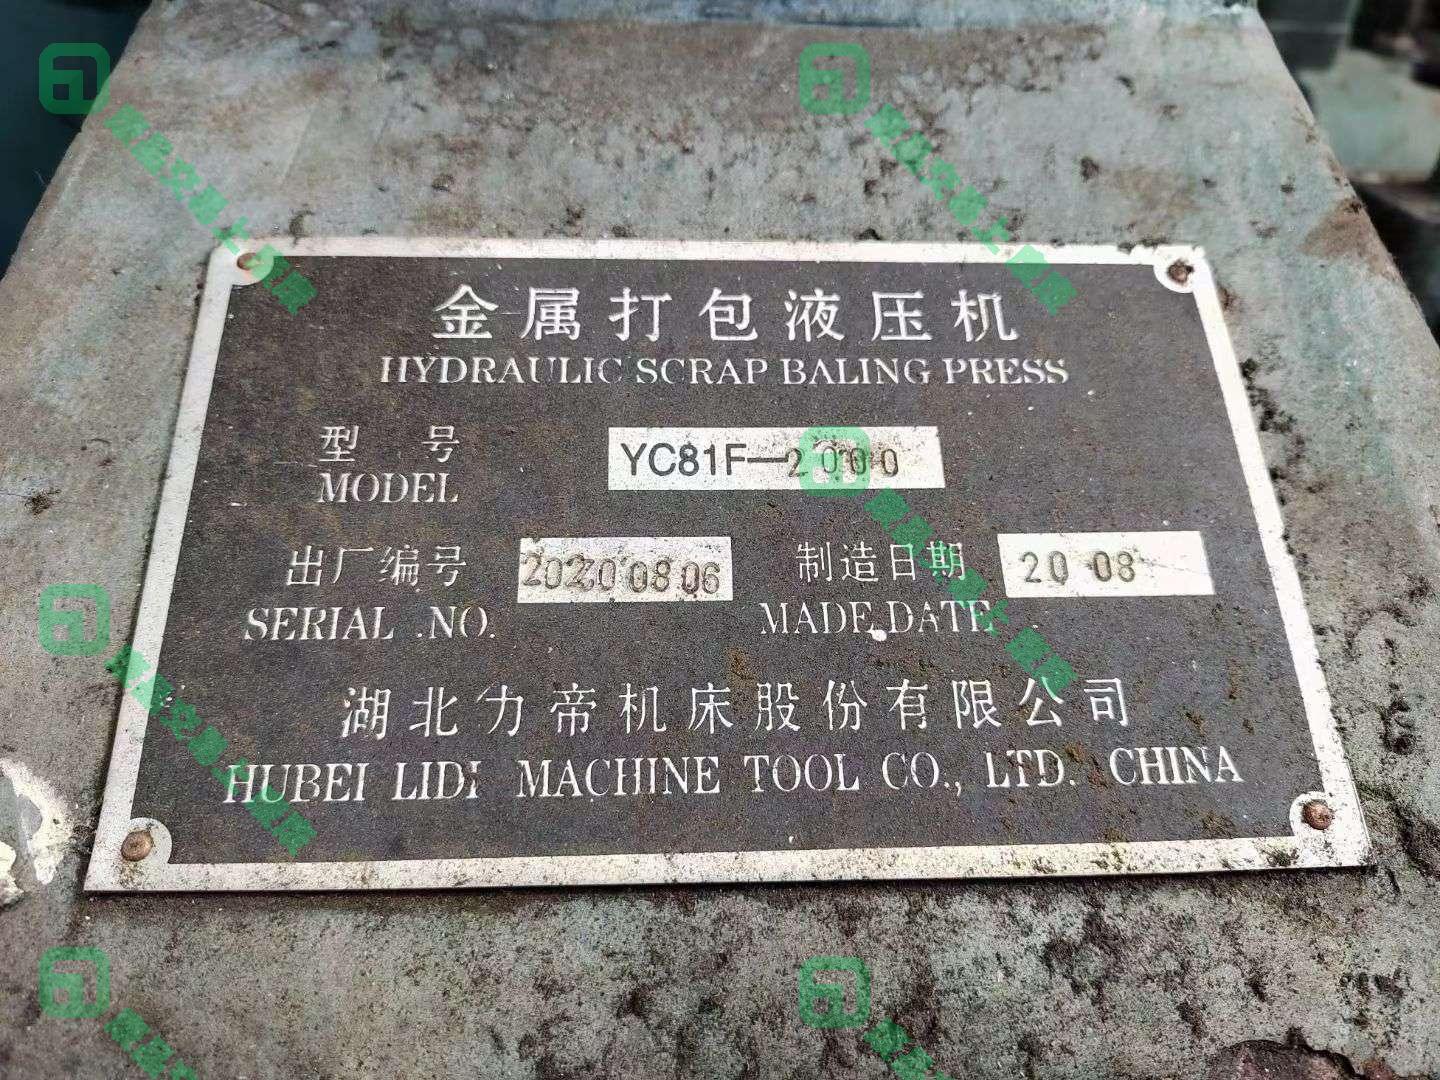 金属打包液压机
HYDRAULIC SCRAP BALING PRESS
型 号 YC81F-2000
MODEL
出厂编号 20200806 制造日期 20 08
SERIAL .NO. MADE.DATE
湖北力帝机床股份有限公司
HUBEI LIDI MACHINE TOOL CO., LTD. CHINA